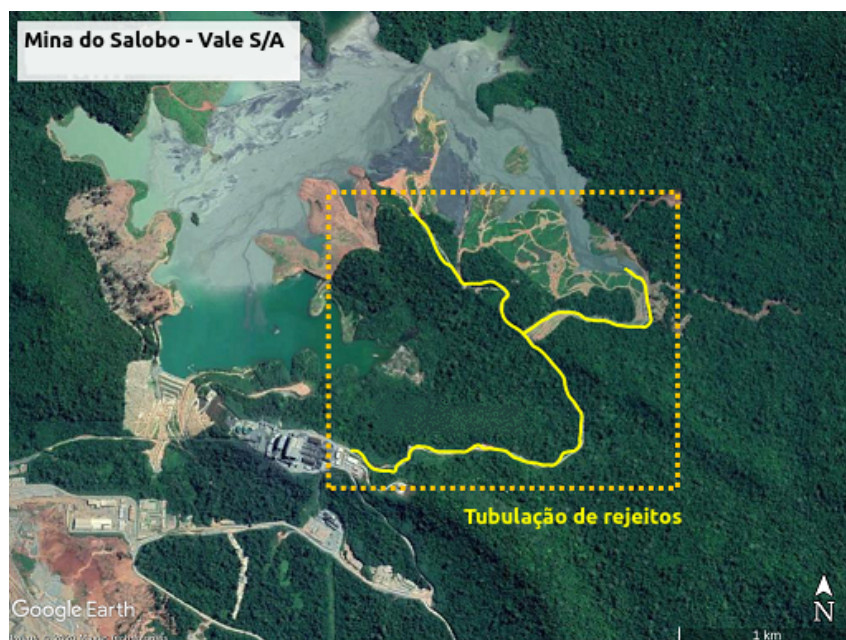 Mina do Salobo - Vale S/A
Tubulação de rejeitos
Google Earth
N
1 km